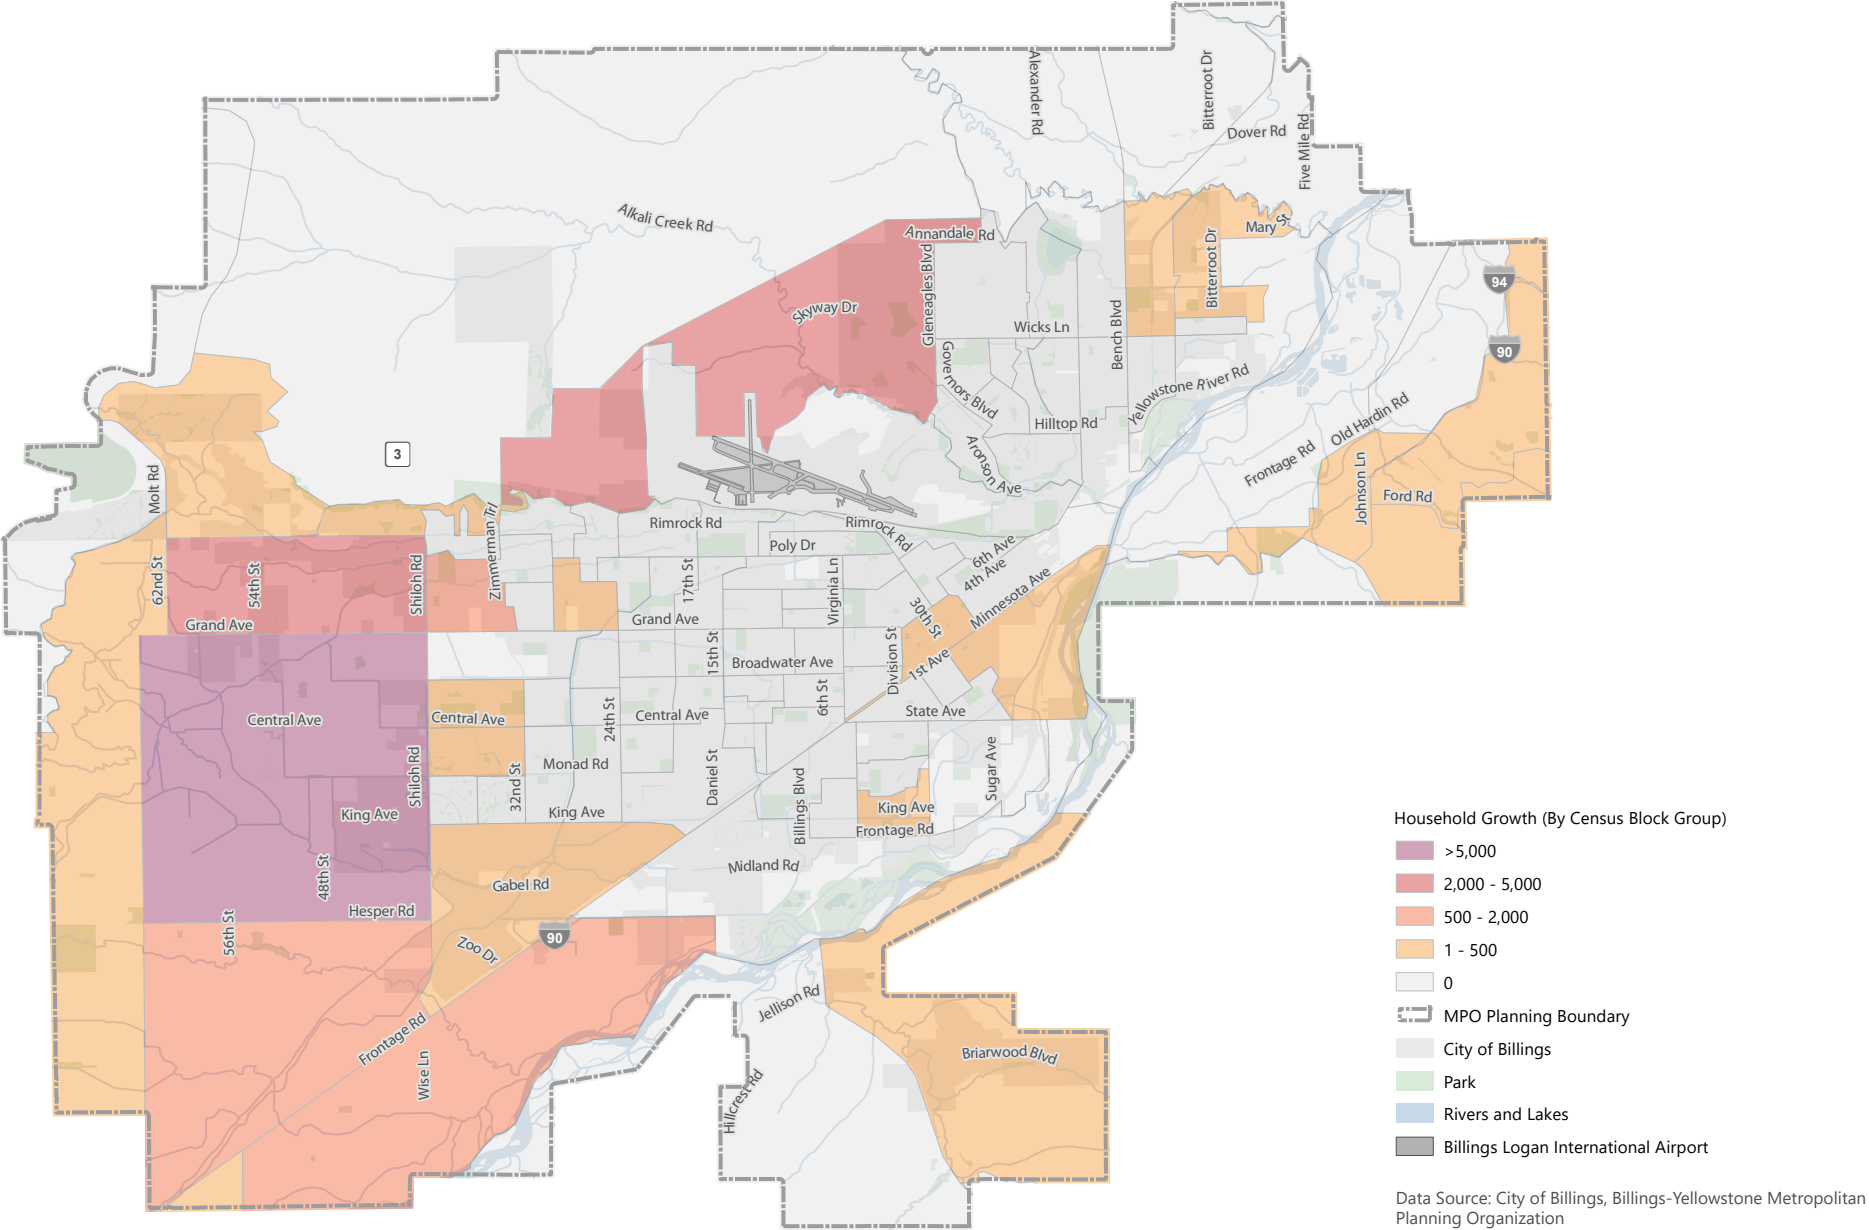 Alexander Rd
Bitterroot Dr
Dover Rd
Five Mile Rd
Alkali Creek Rd
Annandale Rd
Mary St
Bitterroot Dr
Gleneagles Blvd
94
Skyway Dr
Wicks Ln
Bench Blvd
90
Governors Blvd
Yellowstone River Rd
Hilltop Rd
Old Hardin Rd
3
Aronson Ave
Frontage Rd
Molt Rd
Johnson Ln
Ford Rd
Zimmerman Trl
Rimrock Rd
Rimrock Rd
Poly Dr
6th Ave
4th Ave
62nd St
54th St
Shiloh Rd
17th St
Virginia Ln
Minnesota Ave
30th St
Grand Ave
Grand Ave
15th St
Broadwater Ave
Division St
1st Ave
6th St
Central Ave
Central Ave
24th St
Central Ave
State Ave
Shiloh Rd
32nd St
Monad Rd
Daniel St
Billings Blvd
Sugar Ave
King Ave
King Ave
King Ave
Frontage Rd
48th St
Gabel Rd
Midland Rd
Hesper Rd
56th St
Zoo Dr
90
Jellison Rd
Frontage Rd
Wise Ln
Briarwood Blvd
Hillcrest Rd
Household Growth (By Census Block Group)
>5,000
2,000 - 5,000
500 - 2,000
1 - 500
0
MPO Planning Boundary
City of Billings
Park
Rivers and Lakes
Billings Logan International Airport
Data Source: City of Billings, Billings-Yellowstone Metropolitan
Planning Organization